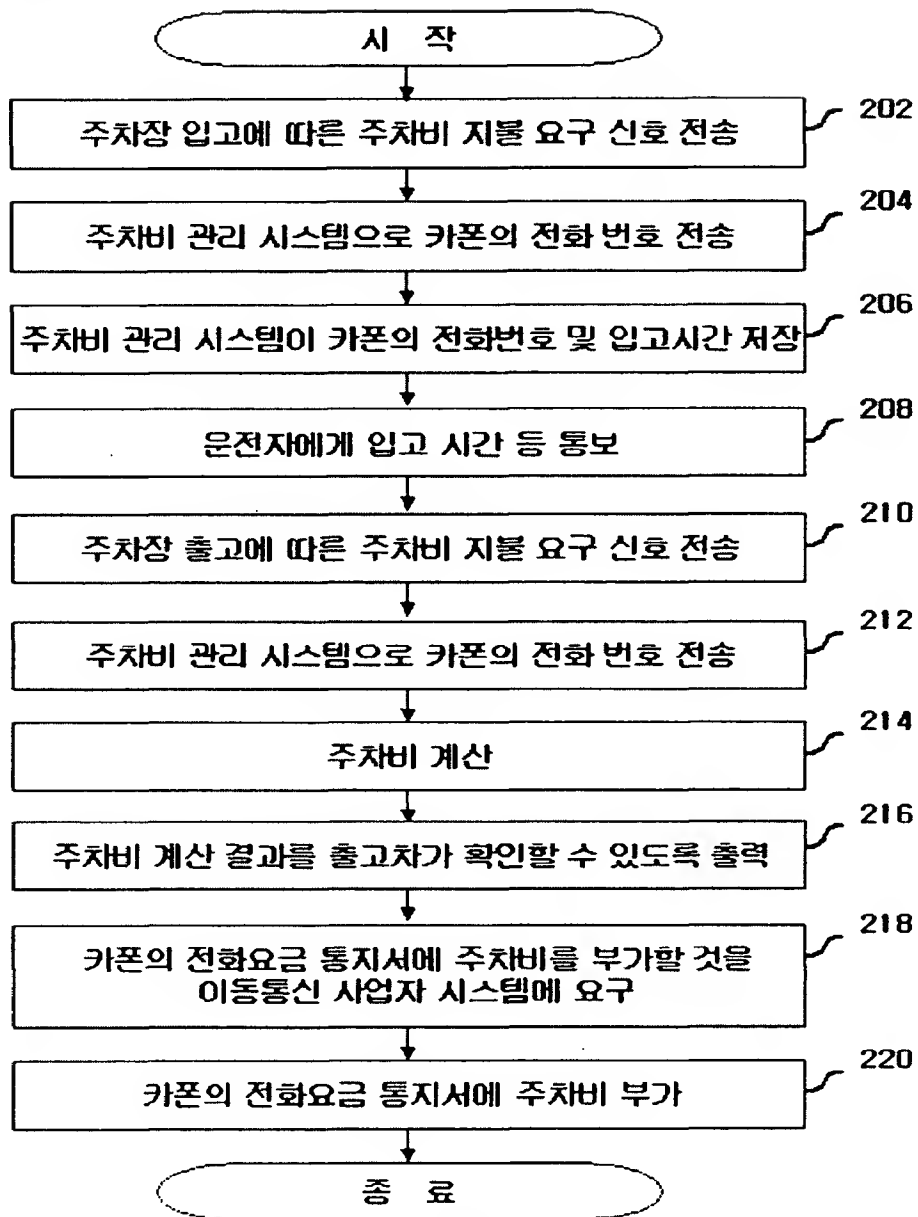 시 작
주차장 입고에 따른 주차비 지불 요구 신호 전송
202
주차비 관리 시스템으로 카폰의 전화 번호 전송
204
주차비 관리 시스템이 카폰의 전화번호 및 입고시간 저장
206
운전자에게 입고 시간 등 통보
208
주차장 출고에 따른 주차비 지불 요구 신호 전송
210
주차비 관리 시스템으로 카폰의 전화 번호 전송
212
주차비 계산
214
주차비 계산 결과를 출고차가 확인할 수 있도록 출력
216
카폰의 전화요금 통지서에 주차비를 부가할 것을
이동통신 사업자 시스템에 요구
218
카폰의 전화요금 통지서에 주차비 부가
220
종 료